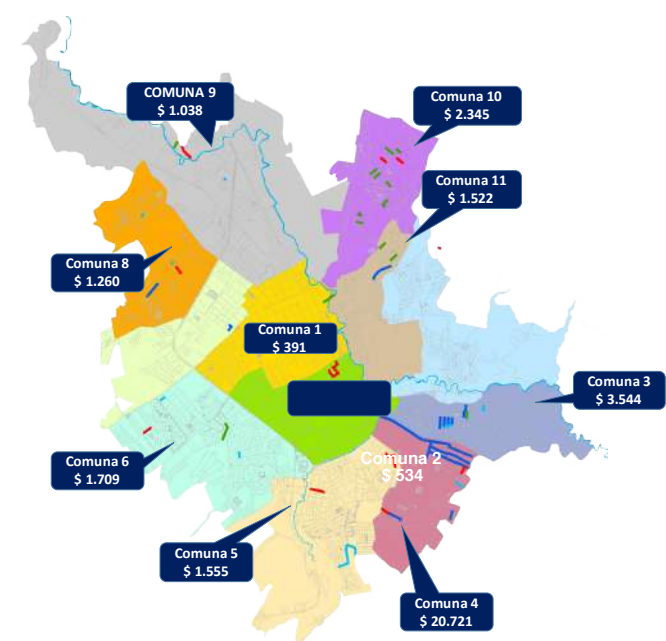 COMUNA 9
$ 1.038
Comuna 10
$ 2.345
Comuna 11
$ 1.522
Comuna 8
$ 1.260
Comuna 1
$ 391
Comuna 3
$ 3.544
Comuna 2
$ 534
Comuna 6
$ 1.709
Comuna 5
$ 1.555
Comuna 4
$ 20.721